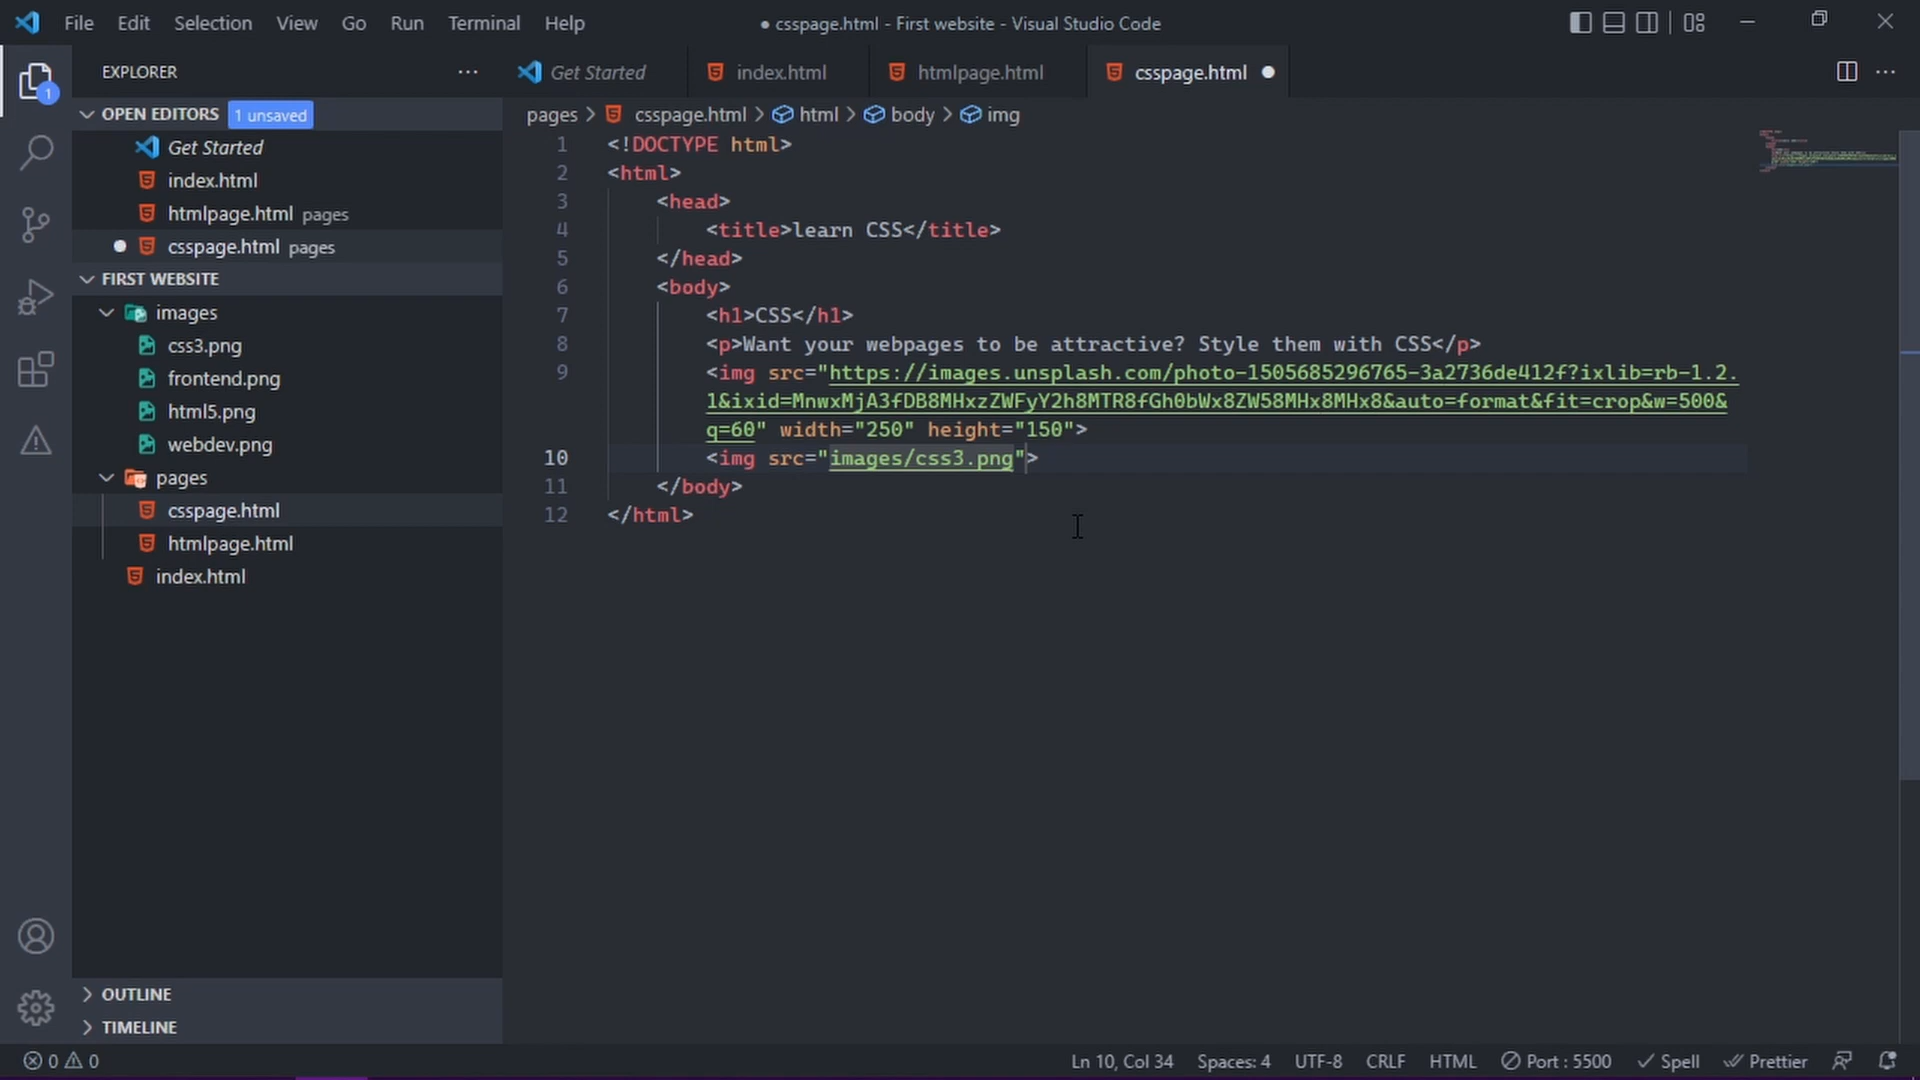 File Edit Selection View Go Run Terminal Help
● csspage.html - First website - Visual Studio Code
EXPLORER
1
OPEN EDITORS 1 unsaved
Get Started
index.html
htmlpage.html pages
csspage.html pages
FIRST WEBSITE
images
css3.png
frontend.png
html5.png
webdev.png
pages
csspage.html
htmlpage.html
index.html
OUTLINE
TIMELINE
Get Started index.html htmlpage.html csspage.html
pages > csspage.html > html > body > img
1 <!DOCTYPE html>
2 <html>
3 <head>
4 <title>learn CSS</title>
5 </head>
6 <body>
7 <h1>CSS</h1>
8 <p>Want your webpages to be attractive? Style them with CSS</p>
9 <img src="https://images.unsplash.com/photo-1505685296765-3a2736de412f?ixlib=rb-1.2.
1&ixid=MnwxMjA3fDB8MHxzZWFyY2h8MTR8fGh0bWx8ZW58MHx8MHx8&auto=format&fit=crop&w=500&
q=60" width="250" height="150">
10 <img src="images/css3.png">
11 </body>
12 </html>
0 0 Ln 10, Col 34 Spaces: 4 UTF-8 CRLF HTML Port : 5500 Spell Prettier